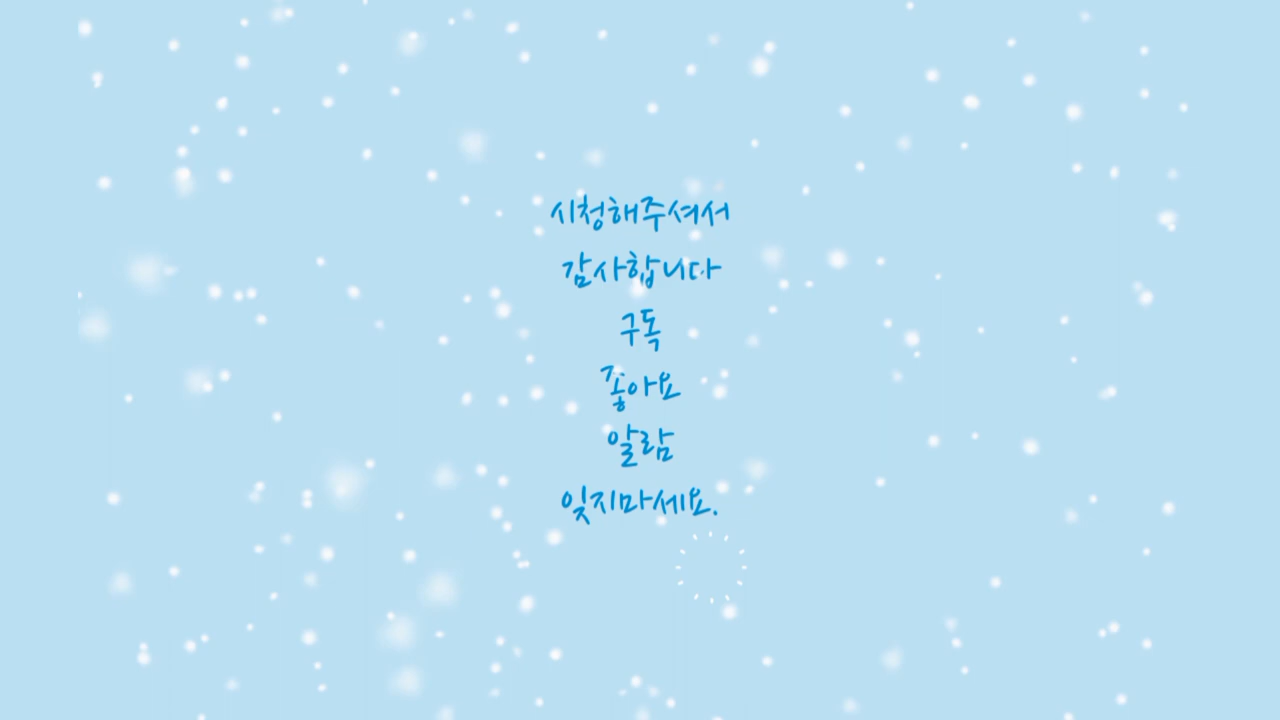 시청해주셔서
감사합니다
구독
좋아요
알람
잊지마세요.